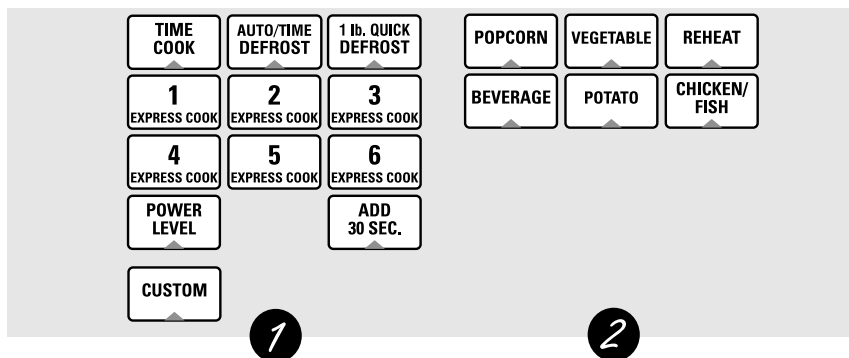 TIME
COOK
AUTO/TIME
DEFROST
1 lb. QUICK
DEFROST
1
EXPRESS COOK
2
EXPRESS COOK
3
EXPRESS COOK
4
EXPRESS COOK
5
EXPRESS COOK
6
EXPRESS COOK
POWER
LEVEL
ADD
30 SEC.
CUSTOM
1
POPCORN
VEGETABLE
REHEAT
BEVERAGE
POTATO
CHICKEN/
FISH
2